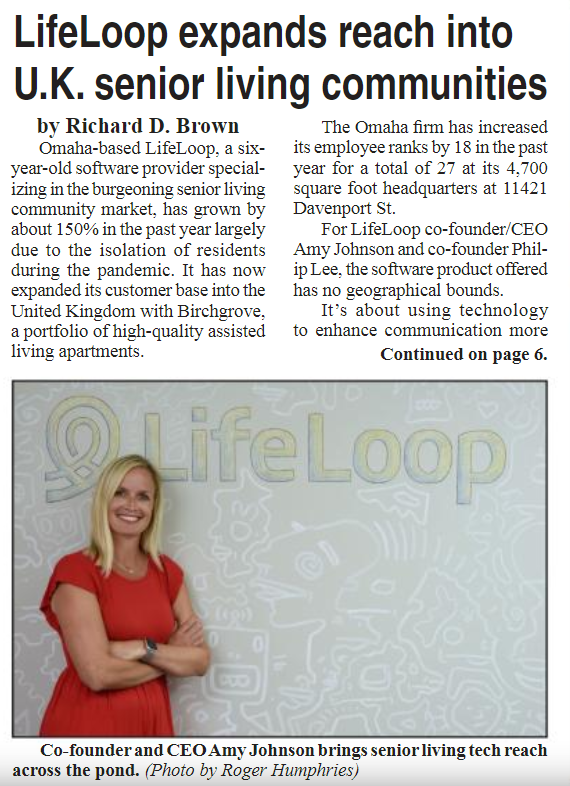 LifeLoop expands reach into
U.K. senior living communities
by Richard D. Brown
Omaha-based LifeLoop, a six-
year-old software provider special-
izing in the burgeoning senior living
community market, has grown by
about 150% in the past year largely
due to the isolation of residents
during the pandemic. It has now
expanded its customer base into the
United Kingdom with Birchgrove,
a portfolio of high-quality assisted
living apartments.
The Omaha firm has increased
its employee ranks by 18 in the past
year for a total of 27 at its 4,700
square foot headquarters at 11421
Davenport St.
For LifeLoop co-founder/CEO
Amy Johnson and co-founder Phil-
ip Lee, the software product offered
has no geographical bounds.
It's about using technology
to enhance communication more
Continued on page 6.
LifeLoop
Co-founder and CEO Amy Johnson brings senior living tech reach
across the pond. (Photo by Roger Humphries)